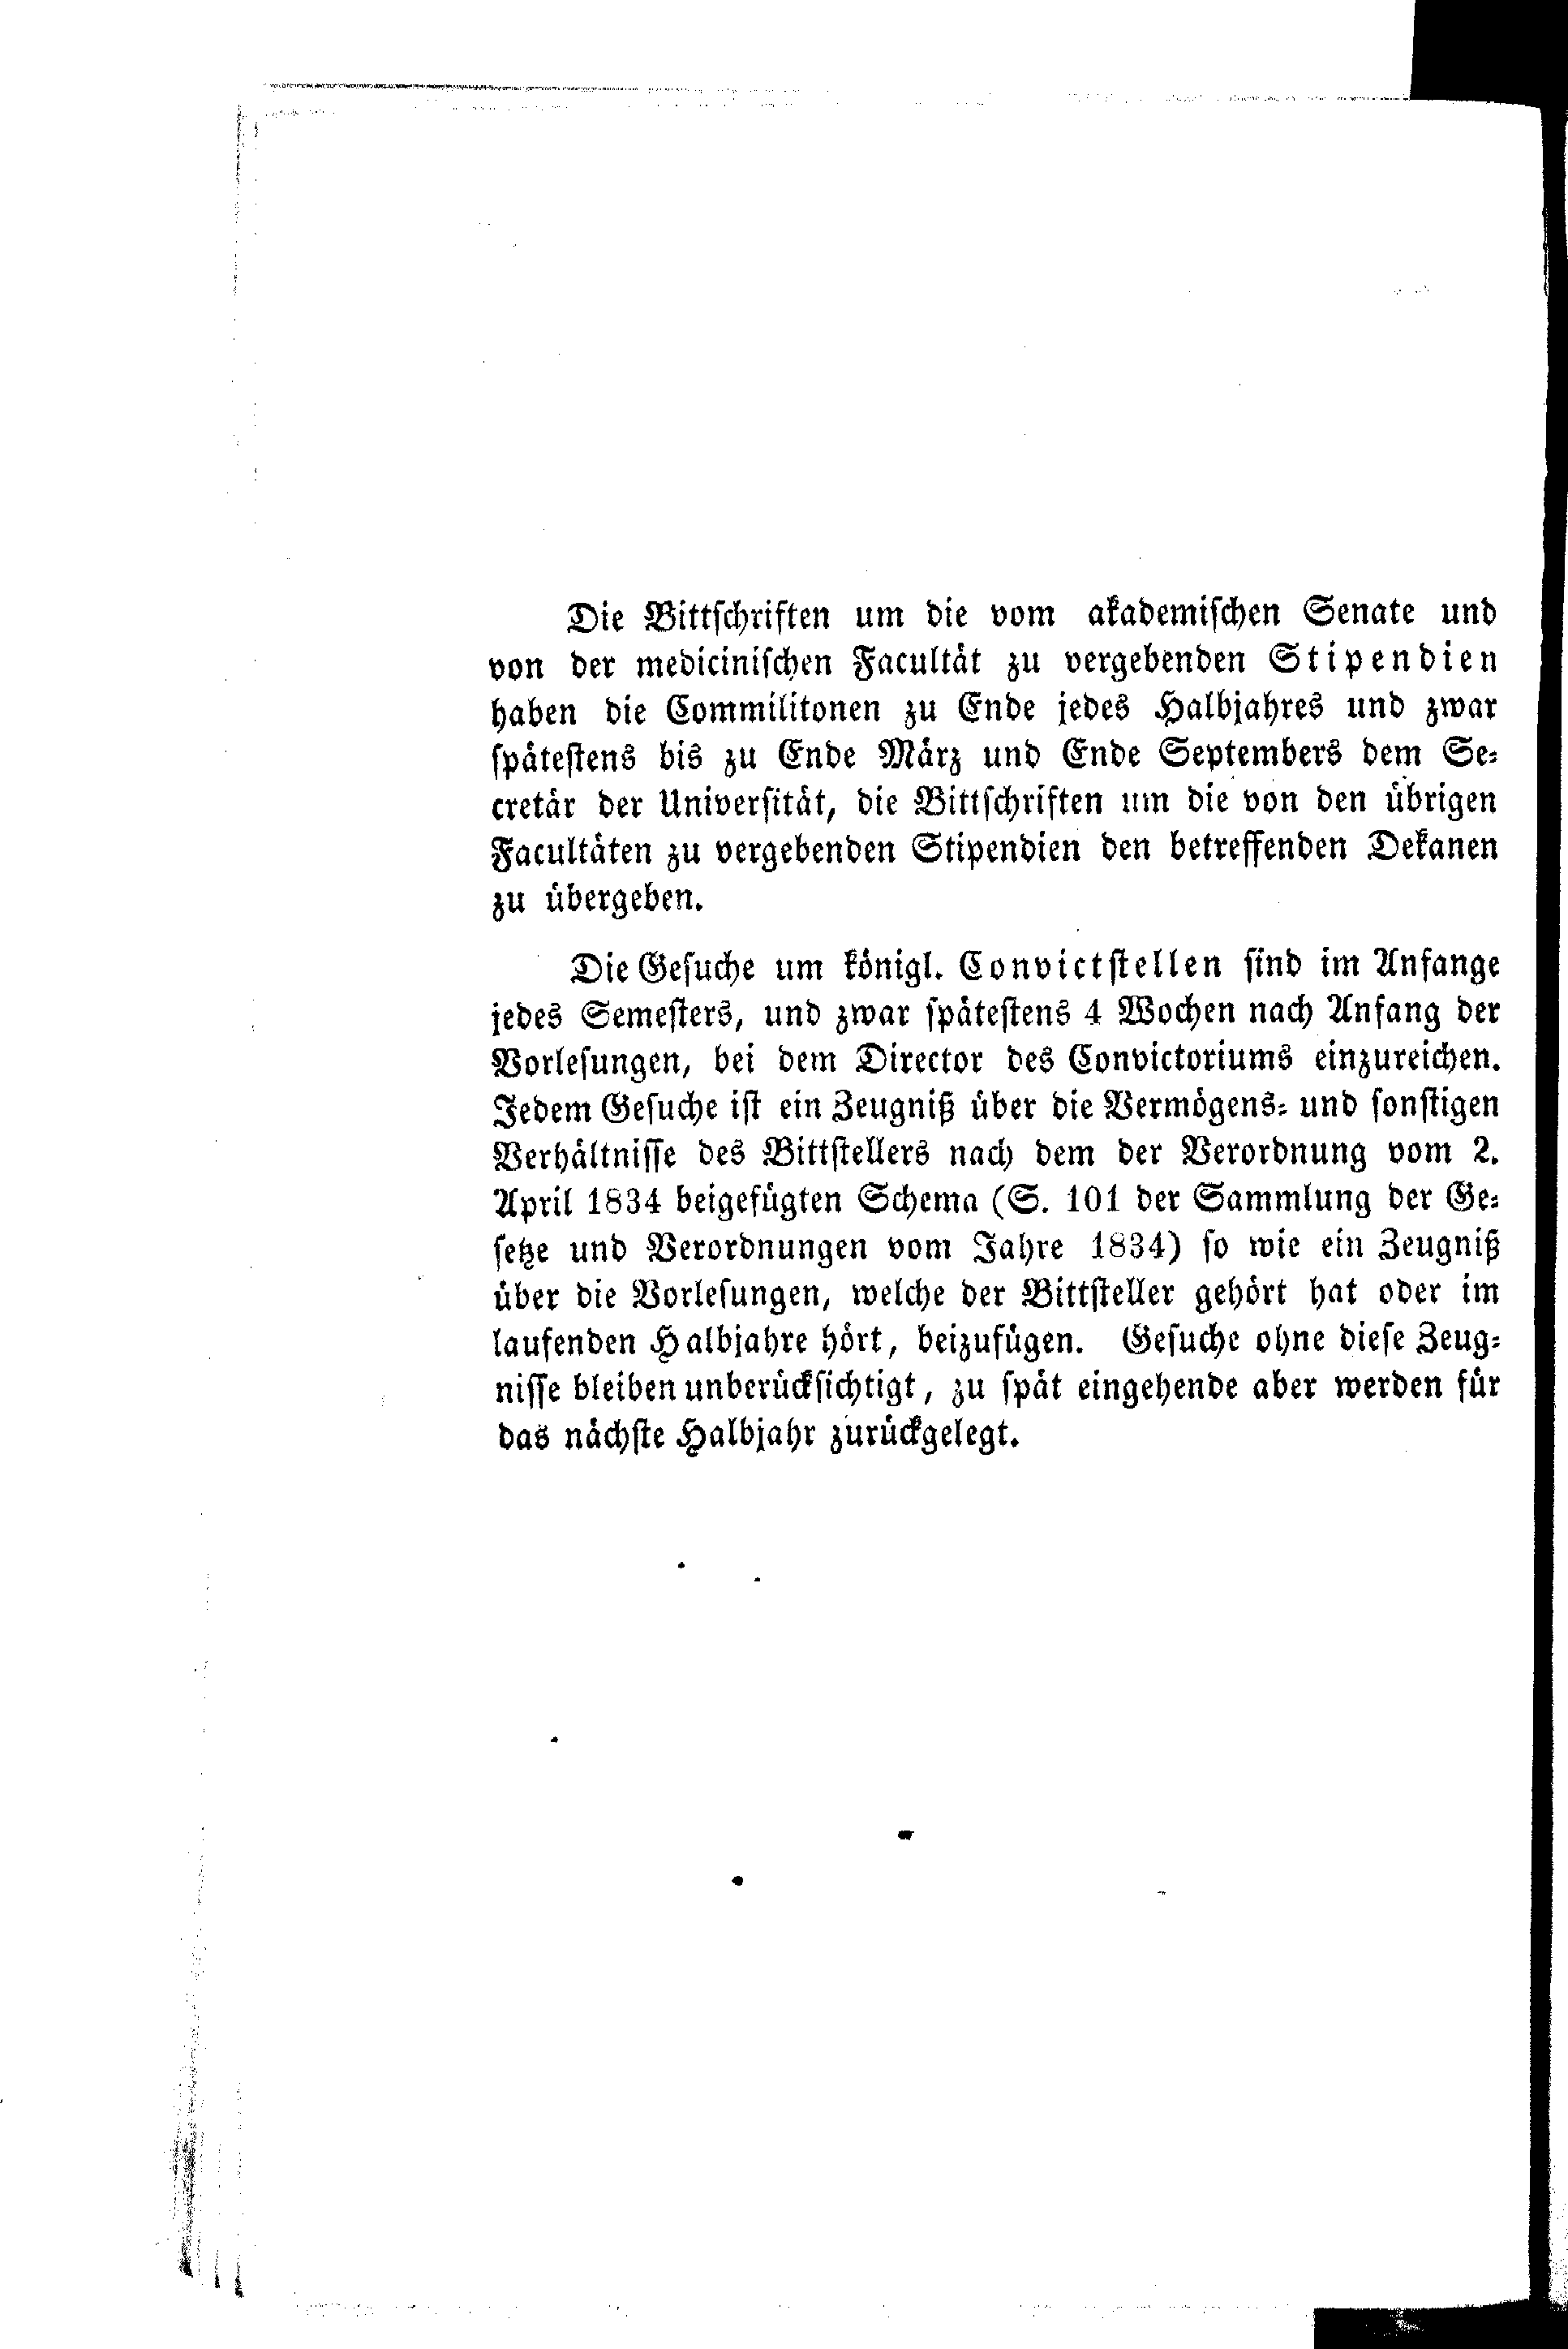 Die Bittschriften um die vom akademischen Senate und
von der medicinischen Facultät zu vergebenden Stipendien
haben die Commilitonen zu Ende jedes Halbjahres und zwar
spätestens bis zu Ende März und Ende Septembers dem Se-
cretär der Universität, die Bittschriften um die von den übrigen
Facultäten zu vergebenden Stipendien den betreffenden Dekanen
zu übergeben.
Die Gesuche um königl. Convictstellen sind im Anfange
jedes Semesters, und zwar spätestens 4 Wochen nach Anfang der
Vorlesungen, bei dem Director des Convictoriums einzureichen.
Jedem Gesuche ist ein Zeugniß über die Vermögens- und sonstigen
Verhältnisse des Bittstellers nach dem der Verordnung vom 2.
April 1834 beigefügten Schema (S. 101 der Sammlung der Ge-
setze und Verordnungen vom Jahre 1834) so wie ein Zeugniß
über die Vorlesungen, welche der Bittsteller gehört hat oder im
laufenden Halbjahre hört, beizufügen. Gesuche ohne diese Zeug-
nisse bleiben unberücksichtigt, zu spät eingehende aber werden für
das nächste Halbjahr zurückgelegt.